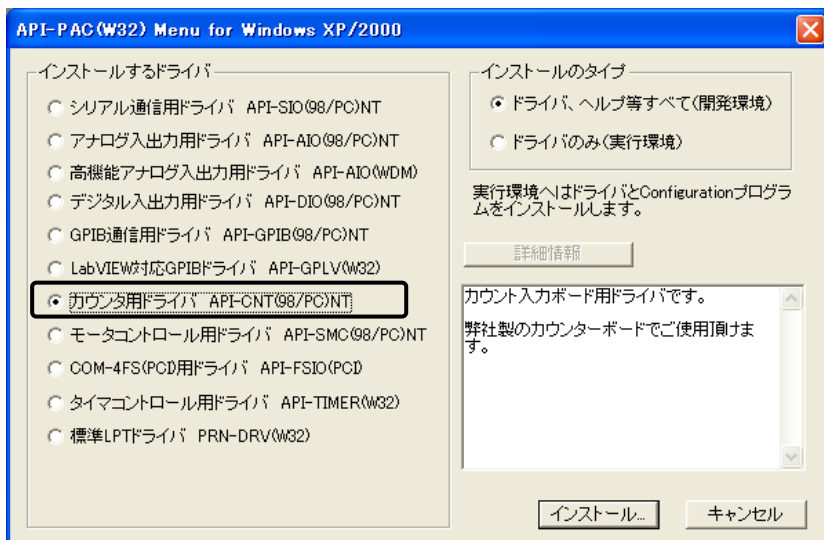 API-PAC(W32) Menu for Windows XP/2000
インストールするドライバ
シリアル通信用ドライバ API-SIO(98/PC)NT
アナログ入出力用ドライバ API-AIO(98/PC)NT
高機能アナログ入出力用ドライバ API-AIO(WDM)
デジタル入出力用ドライバ API-DIO(98/PC)NT
GPIB通信用ドライバ API-GPIB(98/PC)NT
LabVIEW対応GPIBドライバ API-GPLV(W32)
カウンタ用ドライバ API-CNT(98/PC)NT
モータコントロール用ドライバ API-SMC(98/PC)NT
COM-4FS(PCI)用ドライバ API-FSIO(PCI)
タイマコントロール用ドライバ API-TIMER(W32)
標準LPTドライバ PRN-DRV(W32)
インストールのタイプ
ドライバ、ヘルプ等すべて(開発環境)
ドライバのみ(実行環境)
実行環境へはドライバとConfigurationプログラ
ムをインストールします。
詳細情報
カウント入力ボード用ドライバです。
弊社製のカウンターボードでご使用頂けま
す。
インストール...
キャンセル